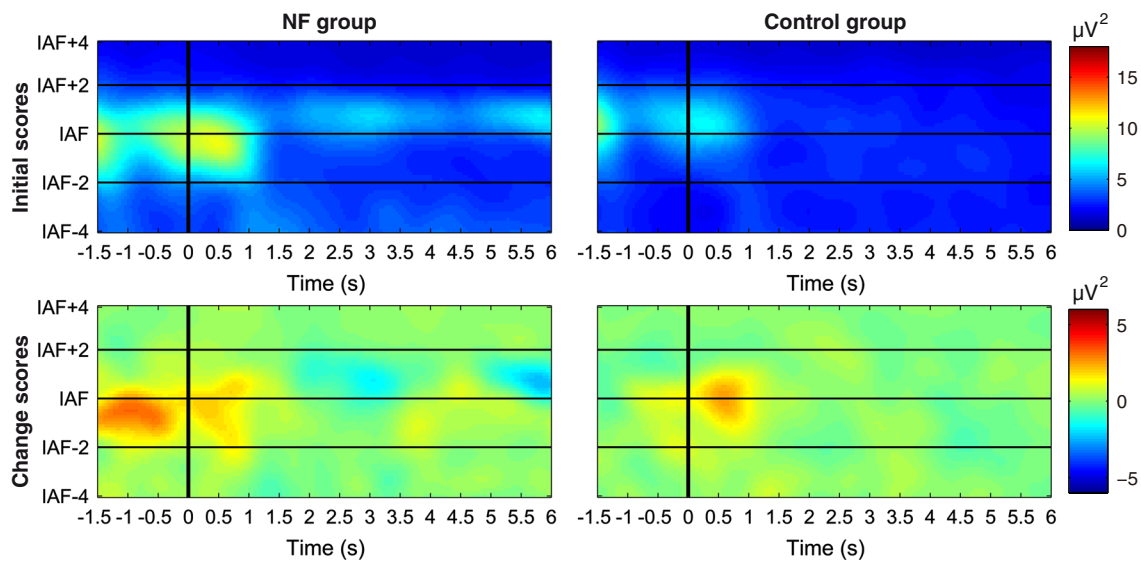 NF group
Control group
μV²
Initial scores
IAF+4
IAF+2
IAF
IAF-2
IAF-4
15
10
5
0
-1.5 -1 -0.5 0 0.5 1 1.5 2 2.5 3 3.5 4 4.5 5 5.5 6
-1.5 -1 -0.5 0 0.5 1 1.5 2 2.5 3 3.5 4 4.5 5 5.5 6
Time (s)
Time (s)
μV²
Change scores
IAF+4
IAF+2
IAF
IAF-2
IAF-4
5
0
−5
-1.5 -1 -0.5 0 0.5 1 1.5 2 2.5 3 3.5 4 4.5 5 5.5 6
-1.5 -1 -0.5 0 0.5 1 1.5 2 2.5 3 3.5 4 4.5 5 5.5 6
Time (s)
Time (s)